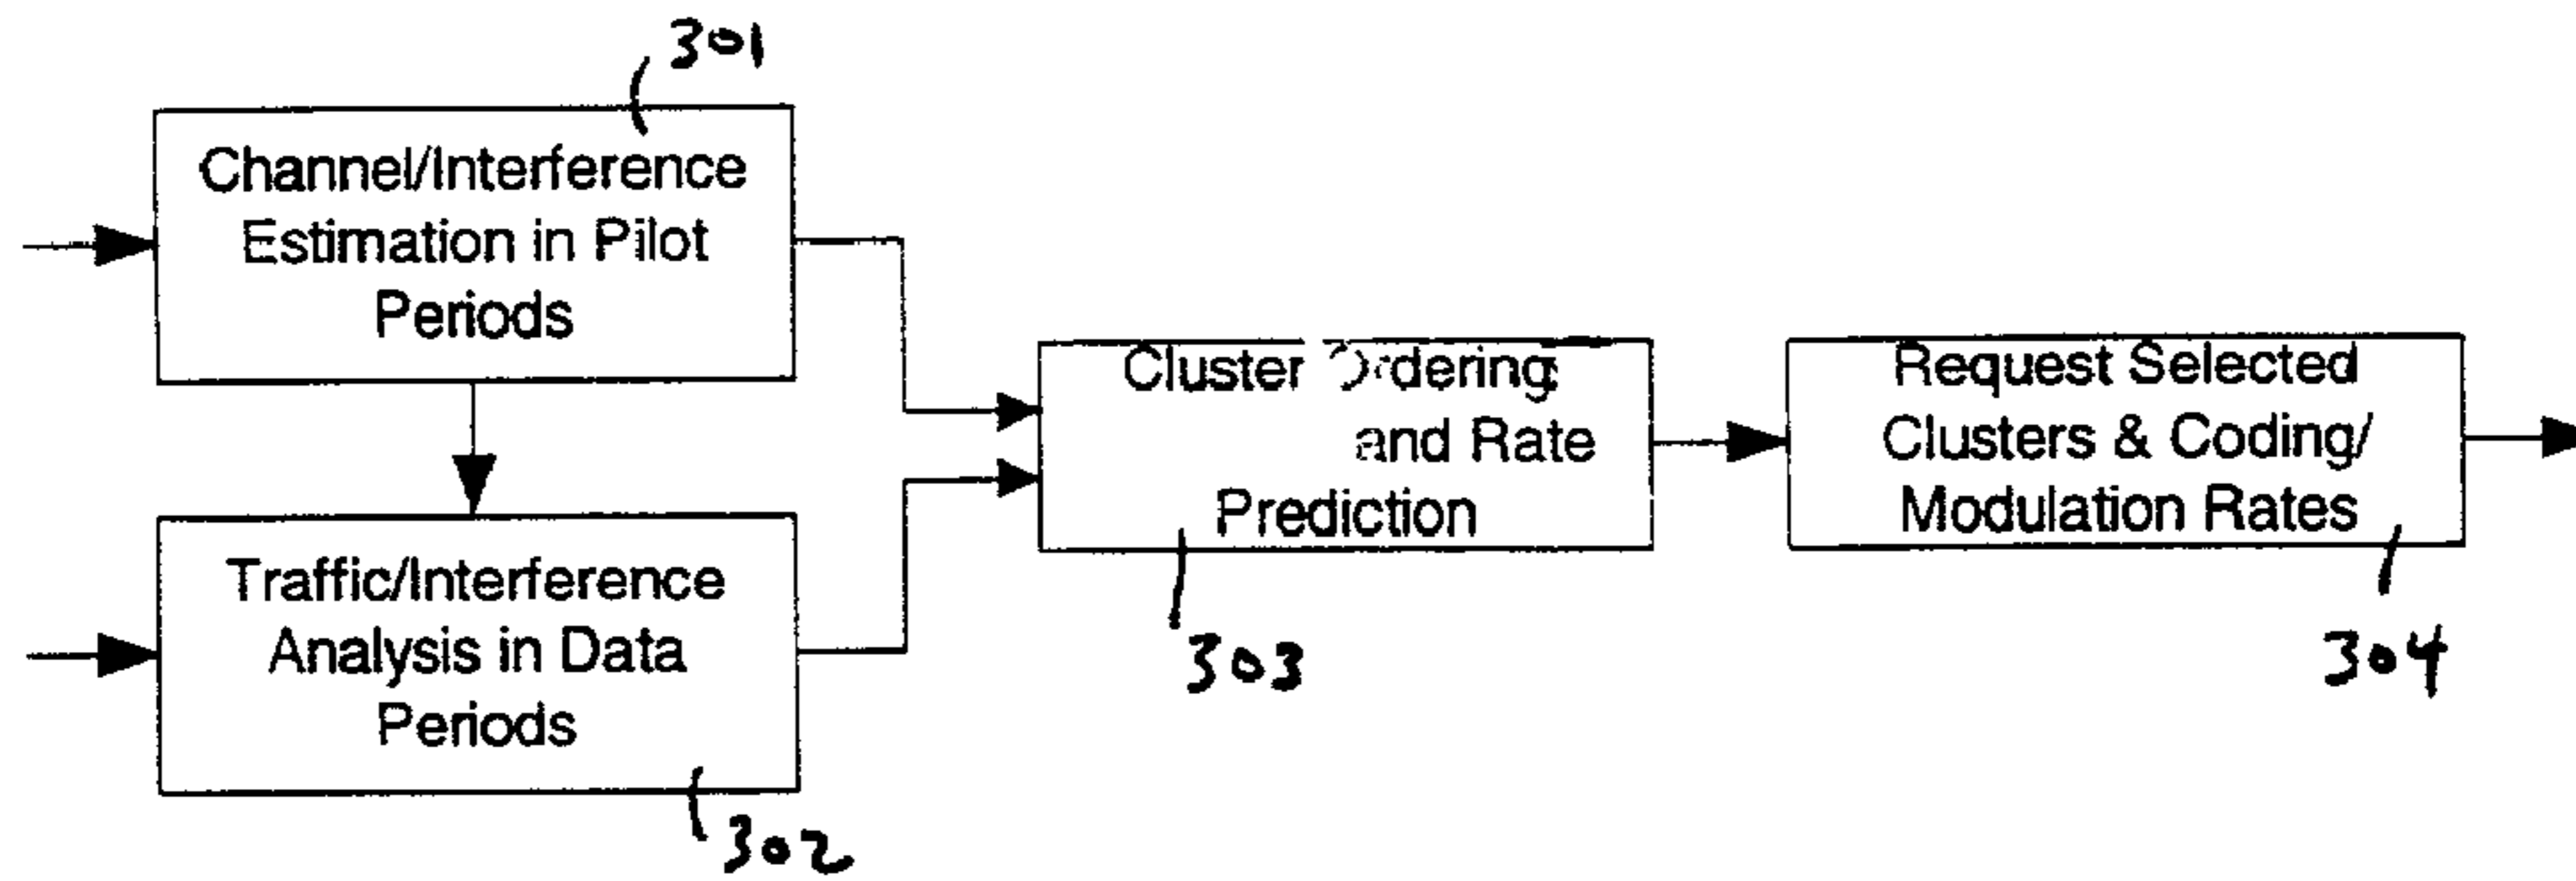 301
Channel/Interference
Estimation in Pilot
Periods
Traffic/Interference
Analysis in Data
Periods
302
Cluster Ordering
and Rate
Prediction
303
Request Selected
Clusters & Coding/
Modulation Rates
304